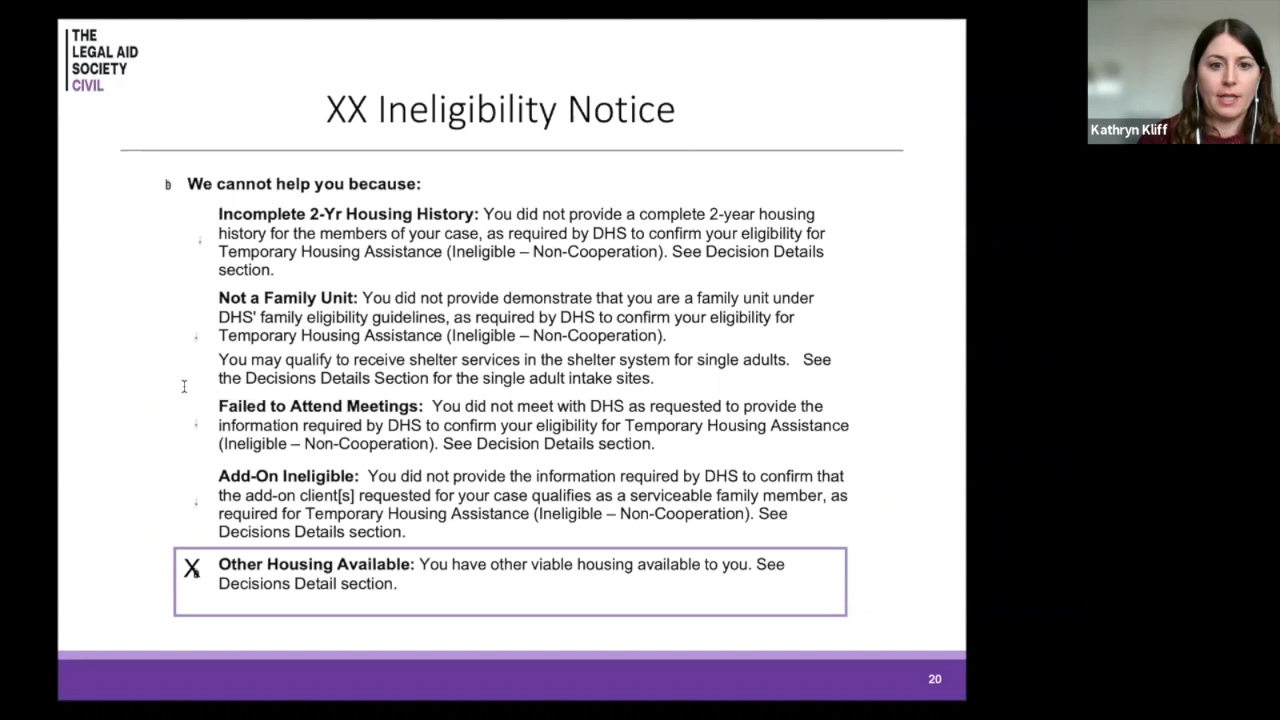 THE
LEGAL AID
SOCIETY
CIVIL
Kathryn Kliff
XX Ineligibility Notice
We cannot help you because:
Incomplete 2-Yr Housing History: You did not provide a complete 2-year housing
history for the members of your case, as required by DHS to confirm your eligibility for
Temporary Housing Assistance (Ineligible – Non-Cooperation). See Decision Details
section.
Not a Family Unit: You did not provide demonstrate that you are a family unit under
DHS' family eligibility guidelines, as required by DHS to confirm your eligibility for
Temporary Housing Assistance (Ineligible – Non-Cooperation).
You may qualify to receive shelter services in the shelter system for single adults. See
the Decisions Details Section for the single adult intake sites.
Failed to Attend Meetings: You did not meet with DHS as requested to provide the
information required by DHS to confirm your eligibility for Temporary Housing Assistance
(Ineligible – Non-Cooperation). See Decision Details section.
Add-On Ineligible: You did not provide the information required by DHS to confirm that
the add-on client[s] requested for your case qualifies as a serviceable family member, as
required for Temporary Housing Assistance (Ineligible – Non-Cooperation). See
Decisions Details section.
X Other Housing Available: You have other viable housing available to you. See
Decisions Detail section.
20